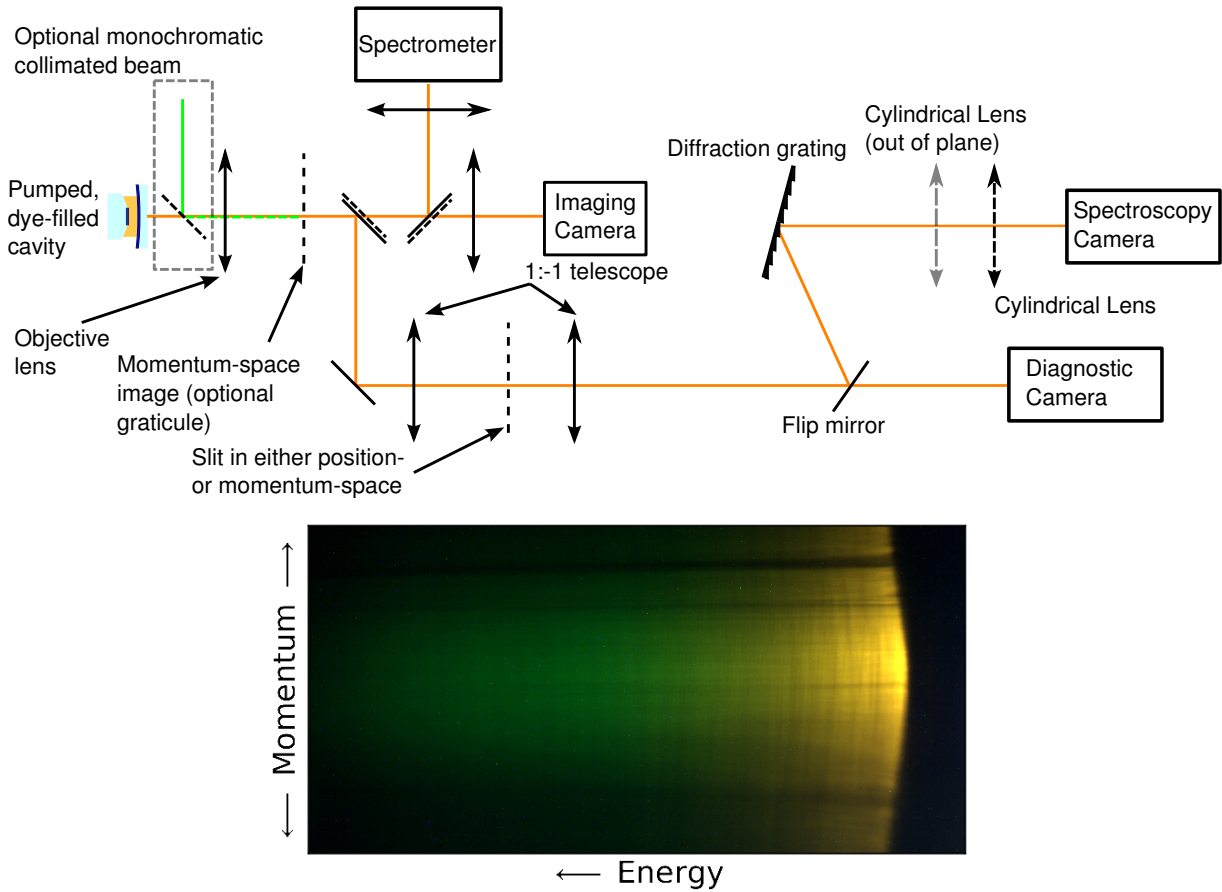 Optional monochromatic
collimated beam
Spectrometer
Cylindrical Lens
(out of plane)
Diffraction grating
Pumped,
dye-filled
cavity
Imaging
Camera
Spectroscopy
Camera
1:-1 telescope
Cylindrical Lens
Objective
lens
Momentum-space
image (optional
graticule)
Diagnostic
Camera
Flip mirror
Slit in either position-
or momentum-space
← Momentum →
← Energy